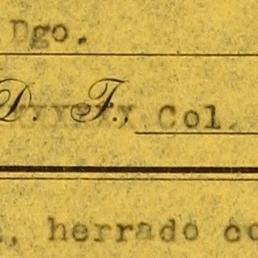 Dgo.
D. F., Col.
, herrado co